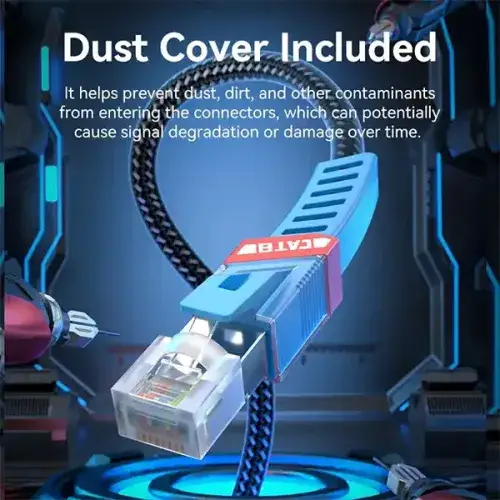 Dust Cover Included
It helps prevent dust, dirt, and other contaminants
from entering the connectors, which can potentially
cause signal degradation or damage over time.
CAT8